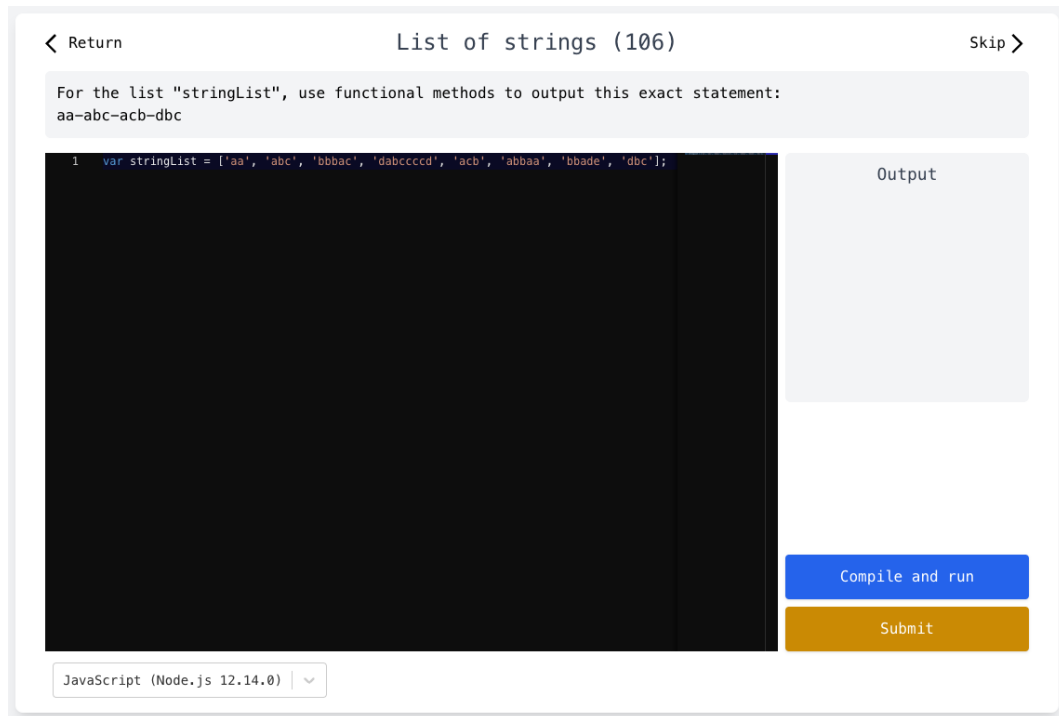 Return
List of strings (106)
Skip
For the list "stringList", use functional methods to output this exact statement:
aa-abc-acb-dbc
1 var stringList = ['aa', 'abc', 'bbbac', 'dabccccd', 'acb', 'abbaa', 'bbade', 'dbc'];
Output
Compile and run
Submit
JavaScript (Node.js 12.14.0)